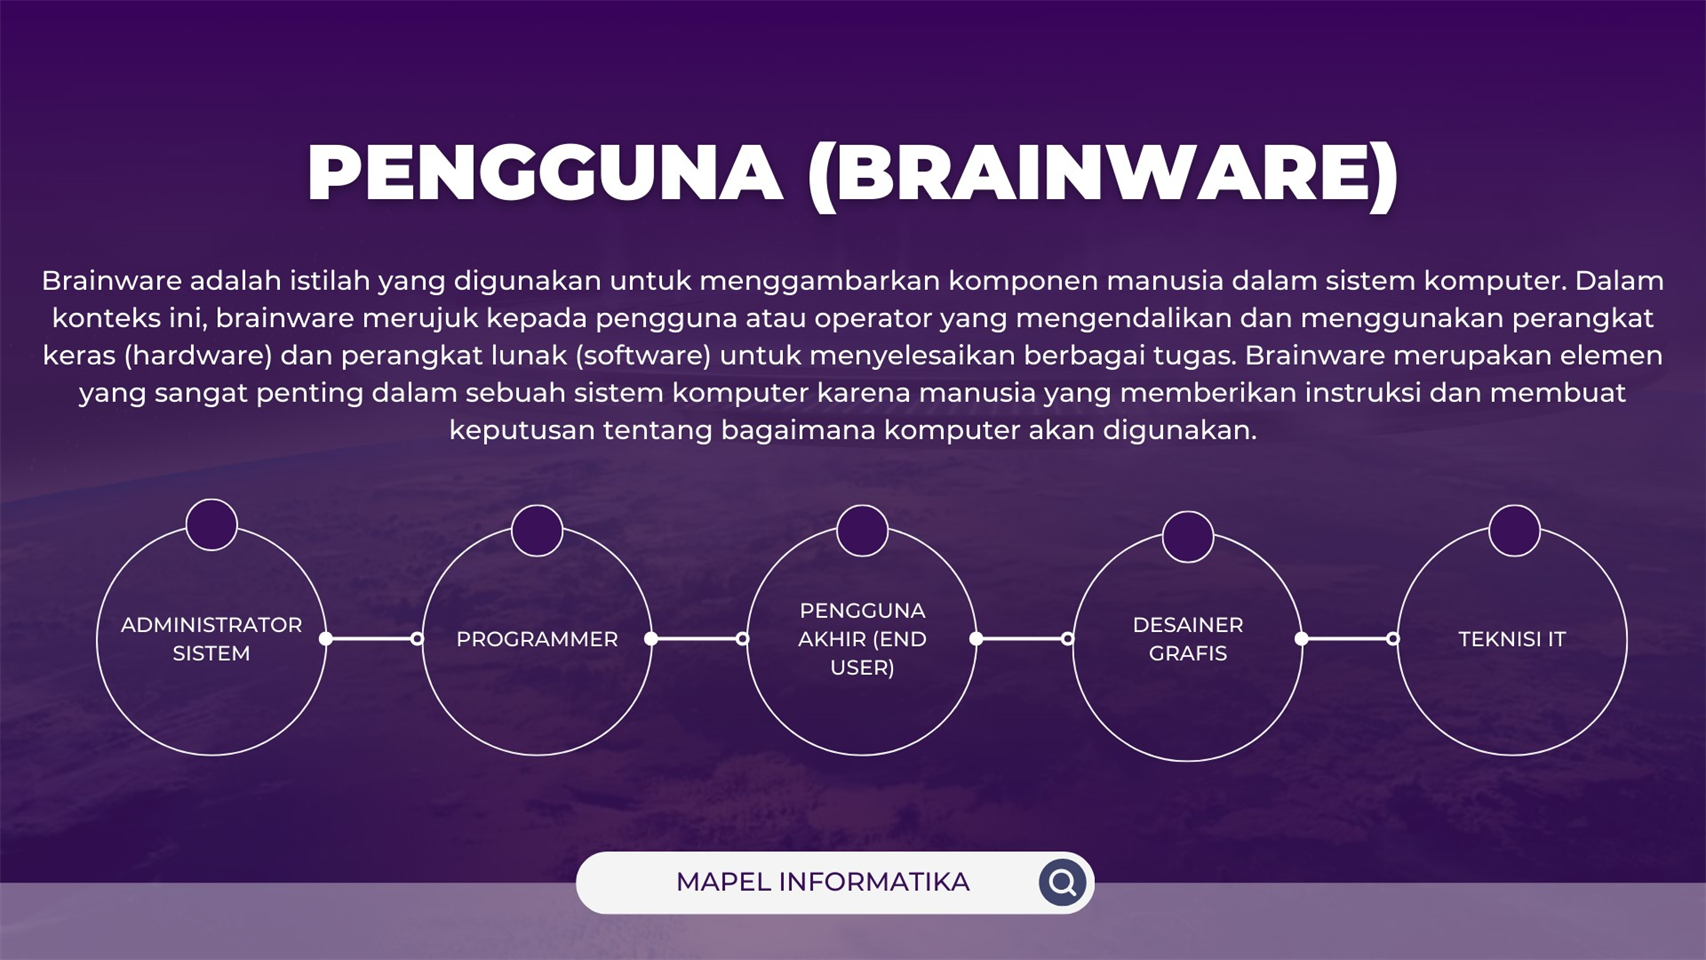 PENGGUNA (BRAINWARE)
Brainware adalah istilah yang digunakan untuk menggambarkan komponen manusia dalam sistem komputer. Dalam
konteks ini, brainware merujuk kepada pengguna atau operator yang mengendalikan dan menggunakan perangkat
keras (hardware) dan perangkat lunak (software) untuk menyelesaikan berbagai tugas. Brainware merupakan elemen
yang sangat penting dalam sebuah sistem komputer karena manusia yang memberikan instruksi dan membuat
keputusan tentang bagaimana komputer akan digunakan.
ADMINISTRATOR
SISTEM
PROGRAMMER
PENGGUNA
AKHIR (END
USER)
DESAINER
GRAFIS
TEKNISI IT
MAPEL INFORMATIKA